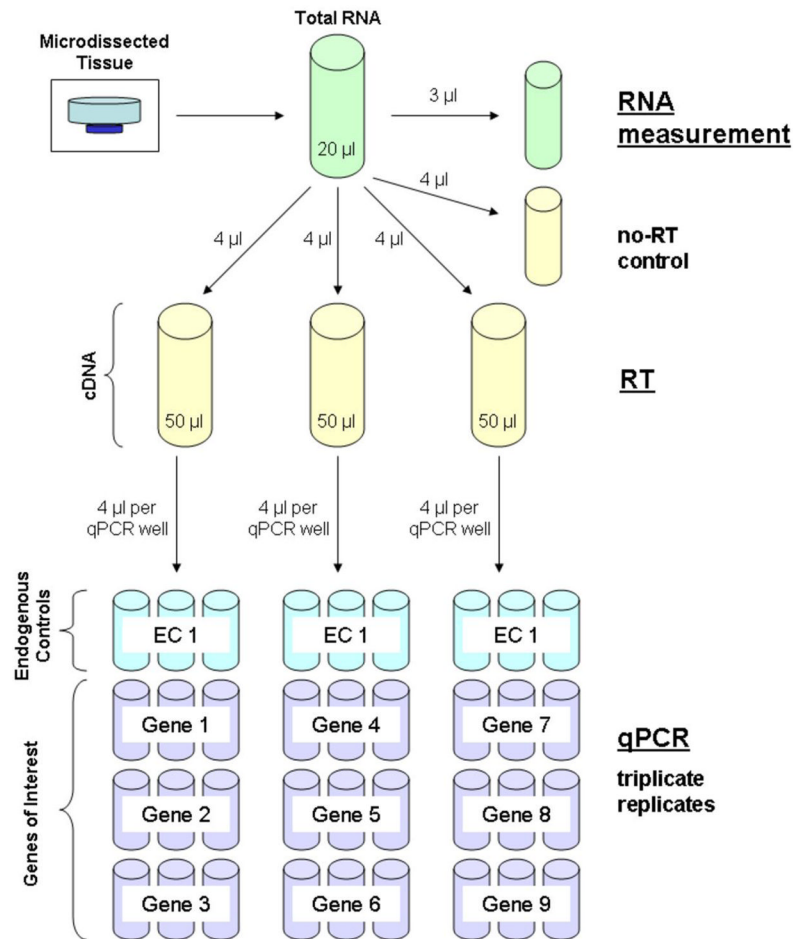 Total RNA
Microdissected
Tissue
20 µl
3 µl
RNA
measurement
4 µl
no-RT
control
4 µl
4 µl
4 µl
cDNA
50 µl
50 µl
50 µl
RT
4 µl per
qPCR well
4 µl per
qPCR well
4 µl per
qPCR well
Endogenous
Controls
EC 1
EC 1
EC 1
Genes of Interest
Gene 1
Gene 4
Gene 7
Gene 2
Gene 5
Gene 8
Gene 3
Gene 6
Gene 9
qPCR
triplicate
replicates